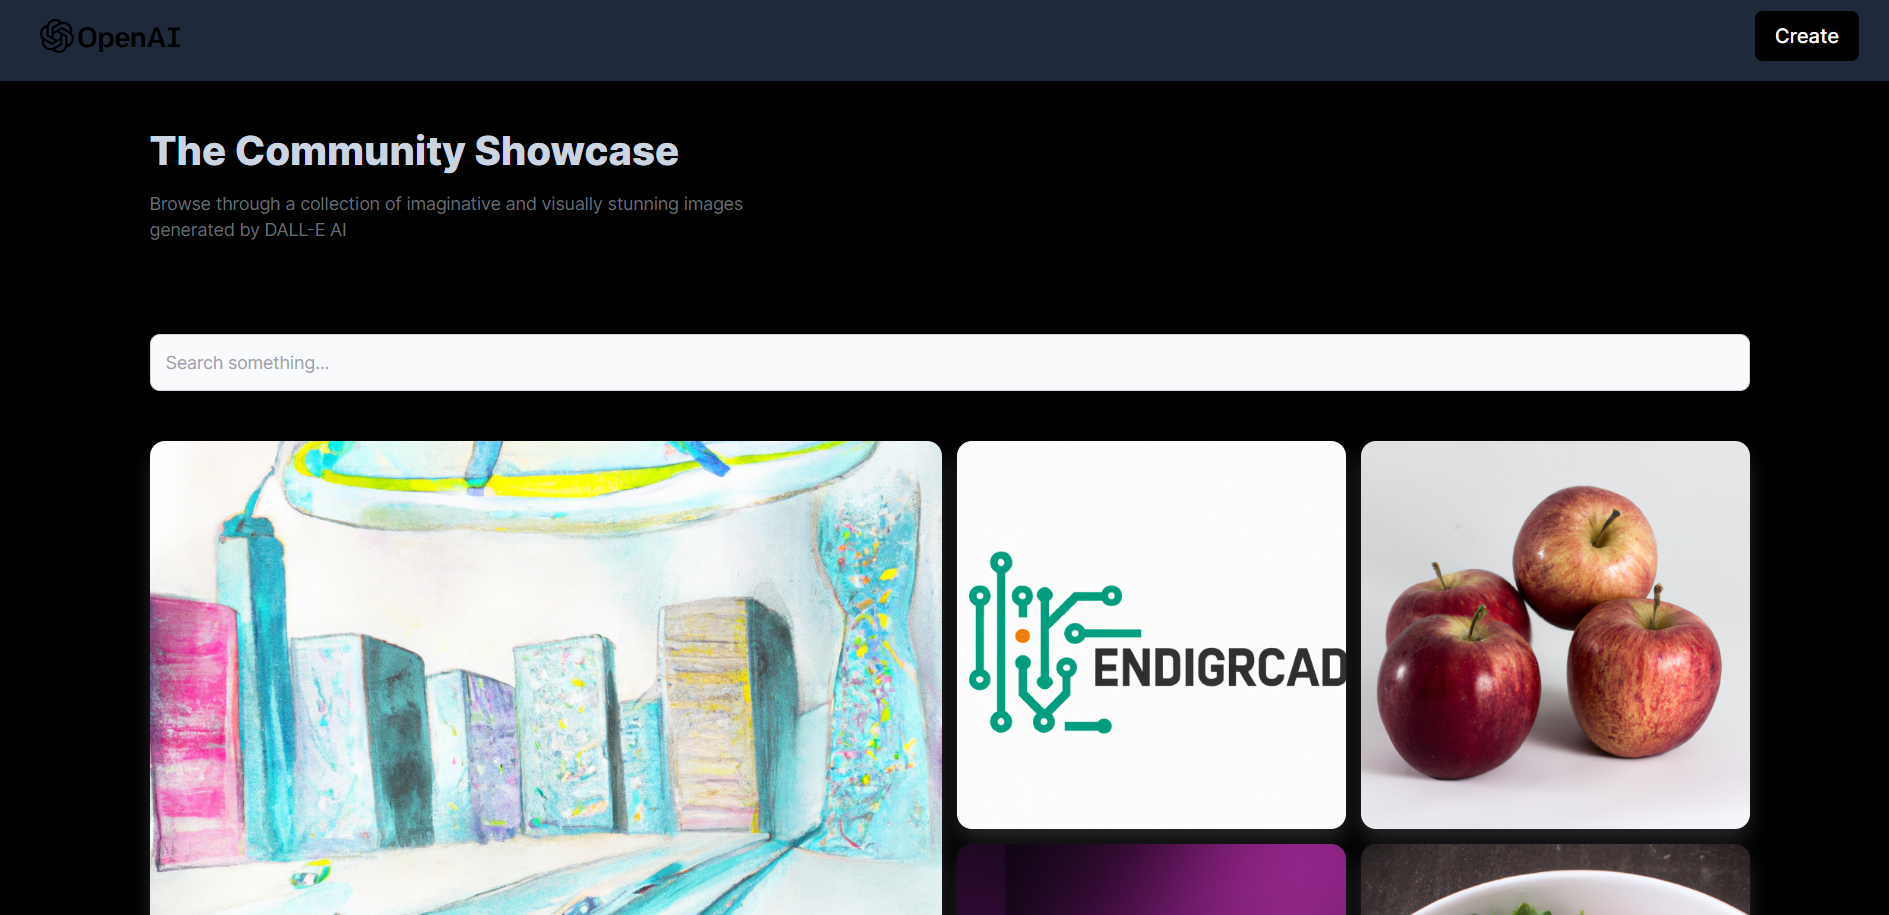 OpenAI
Create
The Community Showcase
Browse through a collection of imaginative and visually stunning images
generated by DALL-E AI
Search something...
ENDIGRCAD